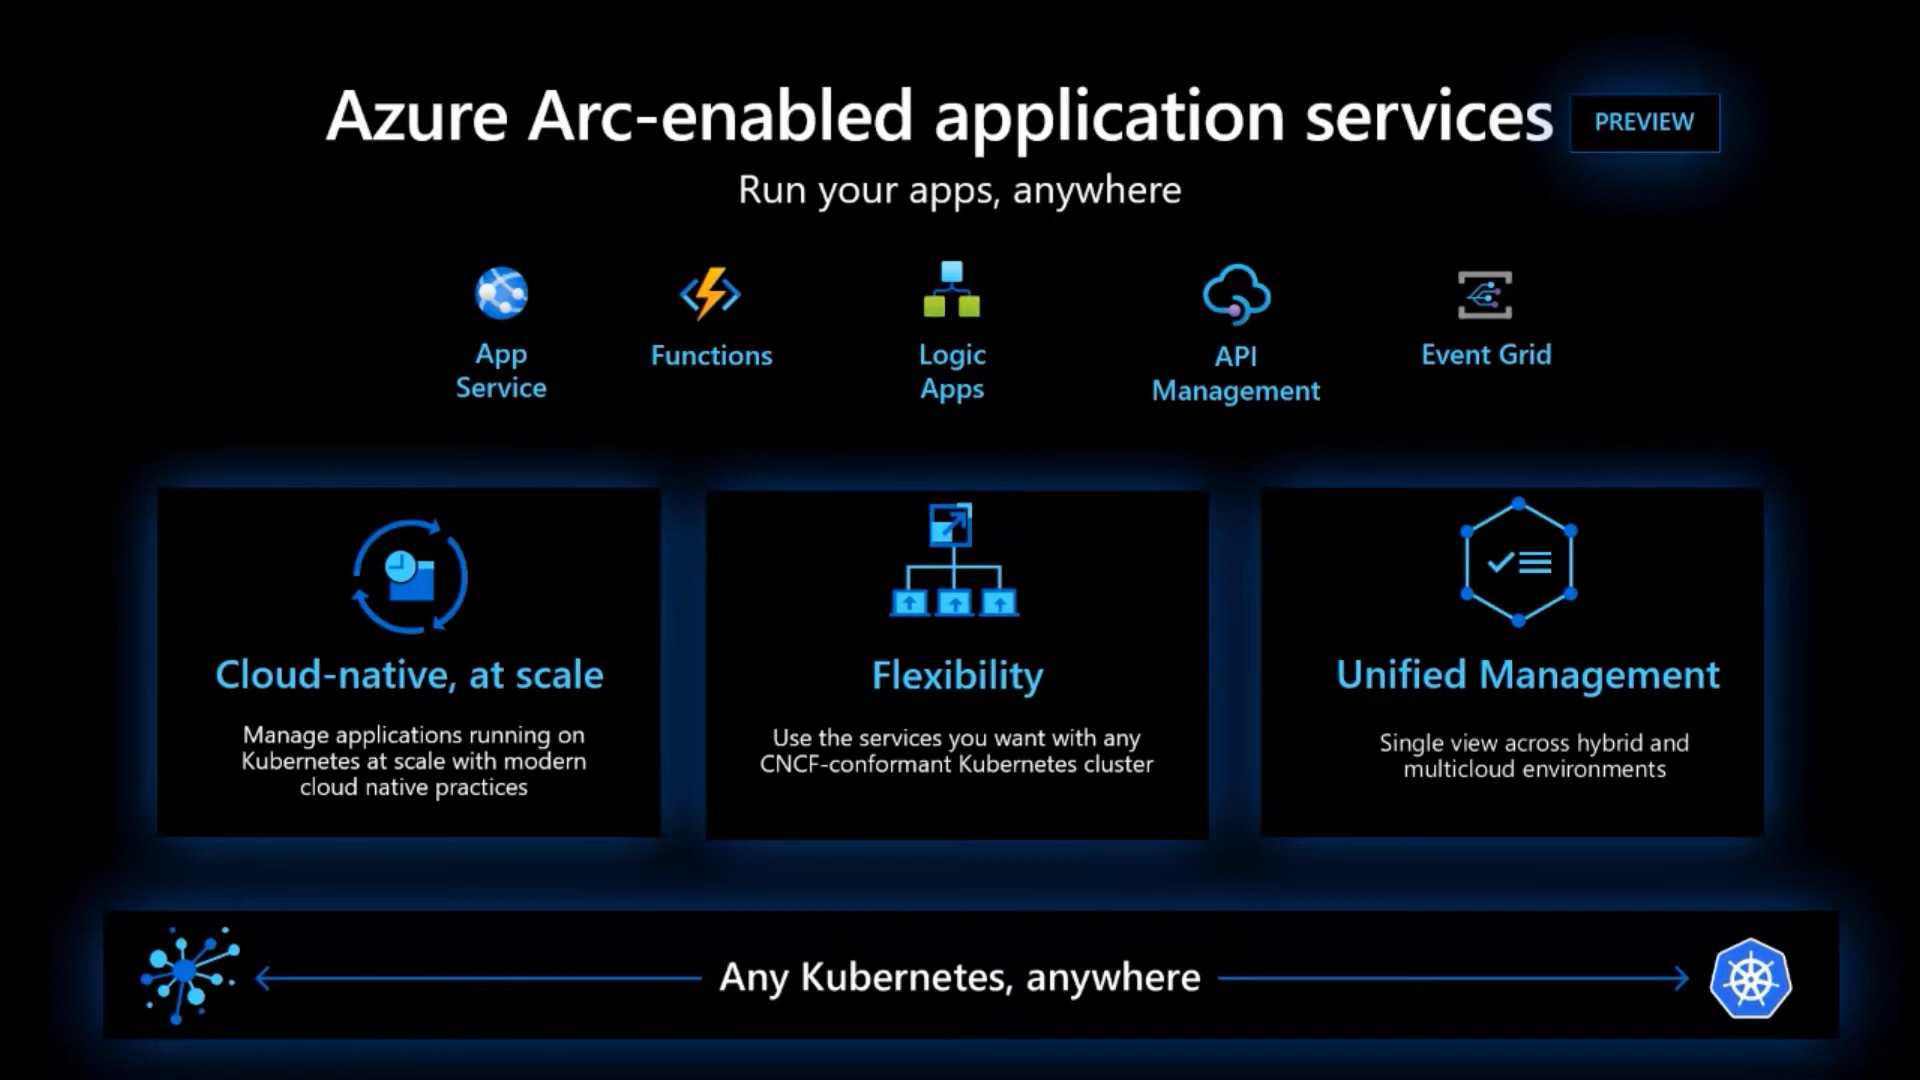 Azure Arc-enabled application services
PREVIEW
Run your apps, anywhere
App
Service
Functions
Logic
Apps
API
Management
Event Grid
Cloud-native, at scale
Manage applications running on
Kubernetes at scale with modern
cloud native practices
Flexibility
Use the services you want with any
CNCF-conformant Kubernetes cluster
Unified Management
Single view across hybrid and
multicloud environments
Any Kubernetes, anywhere